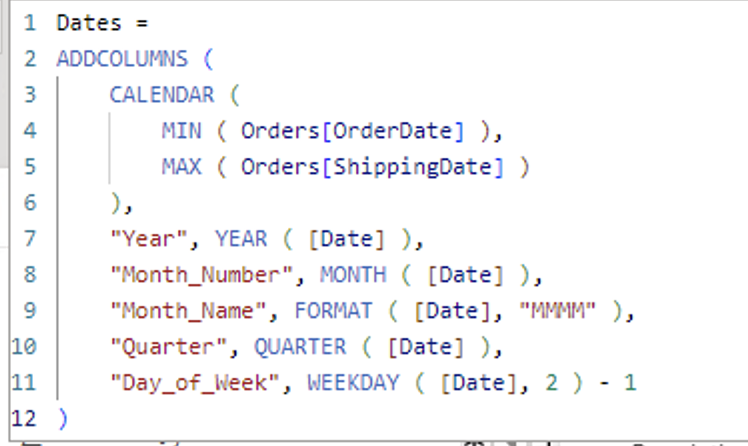 1 Dates =
2 ADDCOLUMNS (
3 CALENDAR (
4 MIN ( Orders[OrderDate] ),
5 MAX ( Orders[ShippingDate] )
6 ),
7 "Year", YEAR ( [Date] ),
8 "Month_Number", MONTH ( [Date] ),
9 "Month_Name", FORMAT ( [Date], "MMMM" ),
10 "Quarter", QUARTER ( [Date] ),
11 "Day_of_Week", WEEKDAY ( [Date], 2 ) - 1
12 )